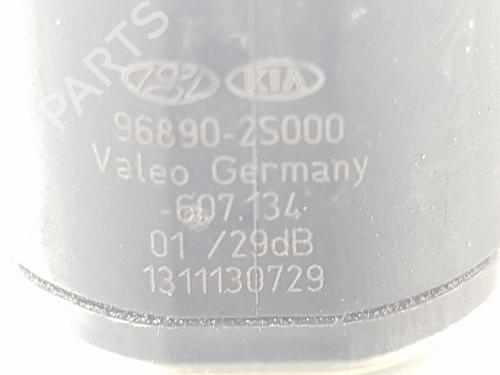 PARTS
KIA
96890-2S000
Valeo Germany
-607.134
01 /29dB
1311130729